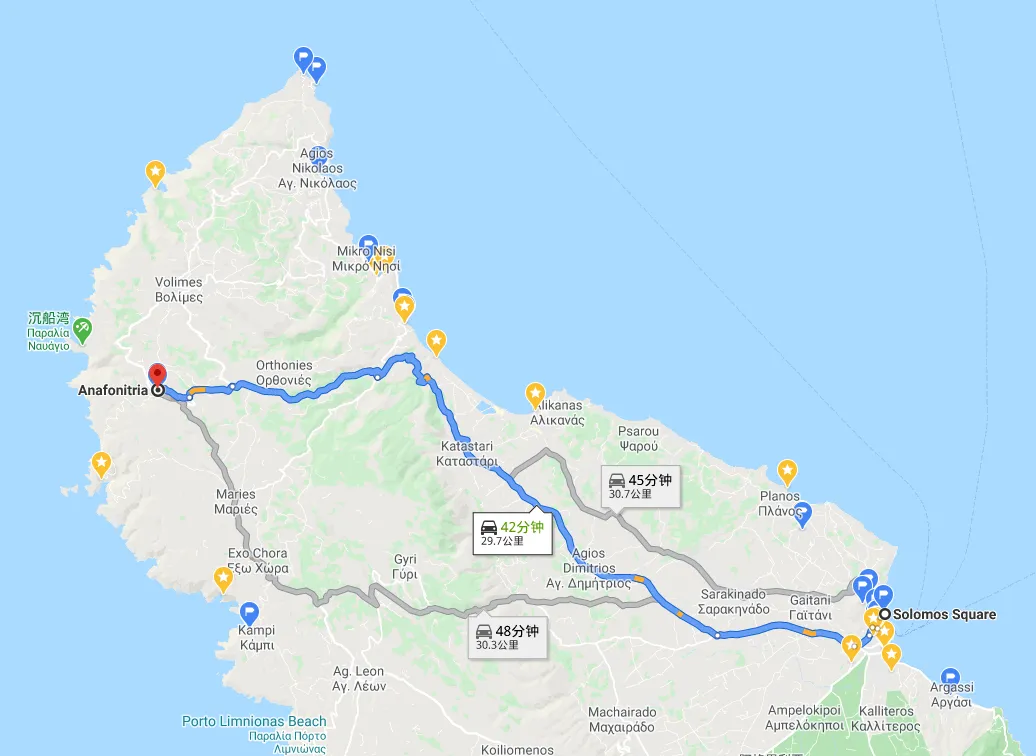 Agios
Nikolaos
Αγ. Νικόλαος
Mikro Nisi
Μικρό Νησί
Volimes
Βολίμες
沉船湾
Παραλία
Ναυάγιο
Orthonies
Ορθονιές
Anafonitria
Alikanas
Αλικανάς
Psarou
Ψαρού
Katastari
Καταστάρι
45分钟
30.7公里
Planos
Πλάνος
Maries
Μαριές
42分钟
29.7公里
Exo Chora
Έξω Χώρα
Gyri
Γύρι
Agios
Dimitrios
Αγ. Δημήτριος
Sarakinado
Σαρακηνάδο
Gaitani
Γαϊτάνι
Solomos Square
Kampi
Κάμπι
48分钟
30.3公里
Ag. Leon
Αγ. Λέων
Argassi
Αργάσι
Machairado
Μαχαιράδο
Ampelokipoi
Αμπελόκηποι
Kalliteros
Καλλίτερος
Porto Limnionas Beach
Παραλία Πόρτο
Λιμνιώνας
Koiliomenos